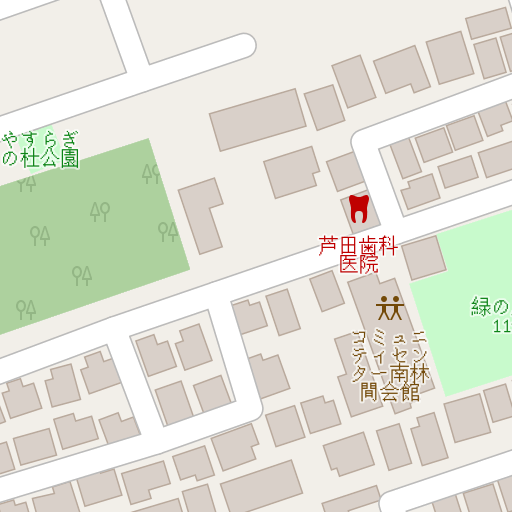 やすらぎ
の杜公園
芦田歯科
医院
緑の
11
コミュニ
ティセン
ター南林
間会館